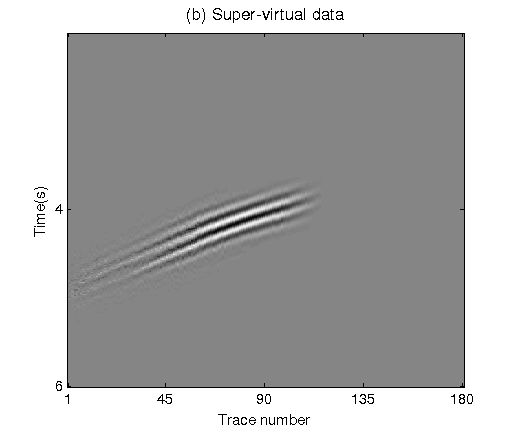 (b) Super-virtual data
Time(s)
4
6
1 45 90 135 180
Trace number